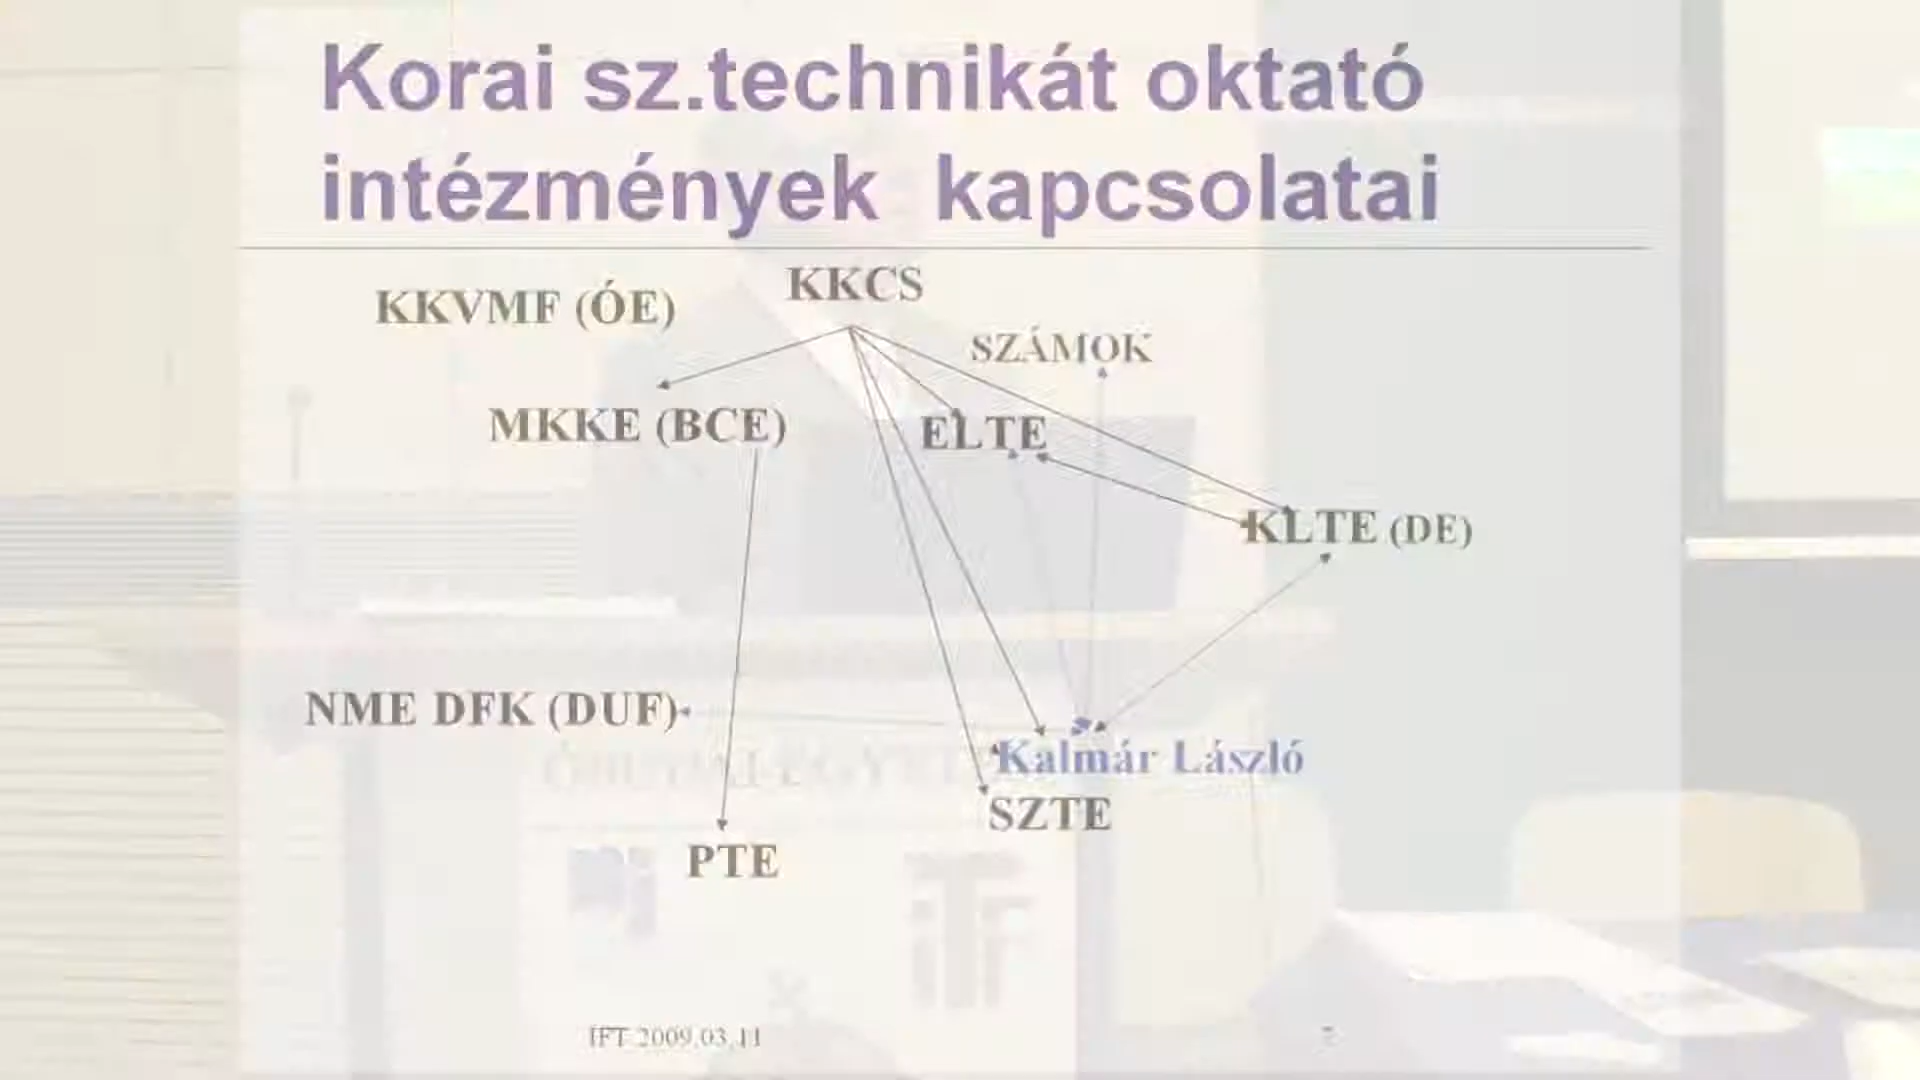 Korai sz.technikát oktató
intézmények kapcsolatai
KKCS
KKVMF (ÓE)
SZÁMOK
MKKE (BCE)
ELTE
KLTE (DE)
NME DFK (DUF)
Kalmár László
SZTE
PTE
IFT 2009.03.11